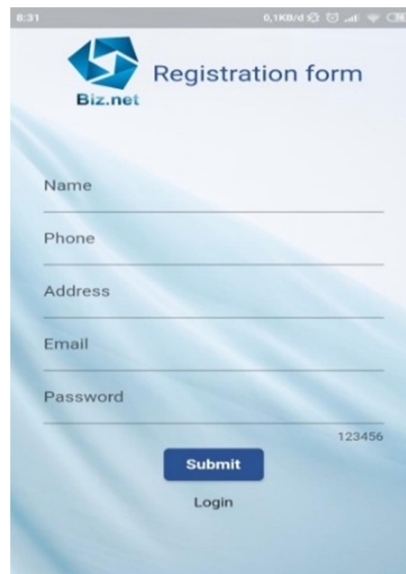 8:31 0,1KB/d
Registration form
Biz.net
Name
Phone
Address
Email
Password
123456
Submit
Login